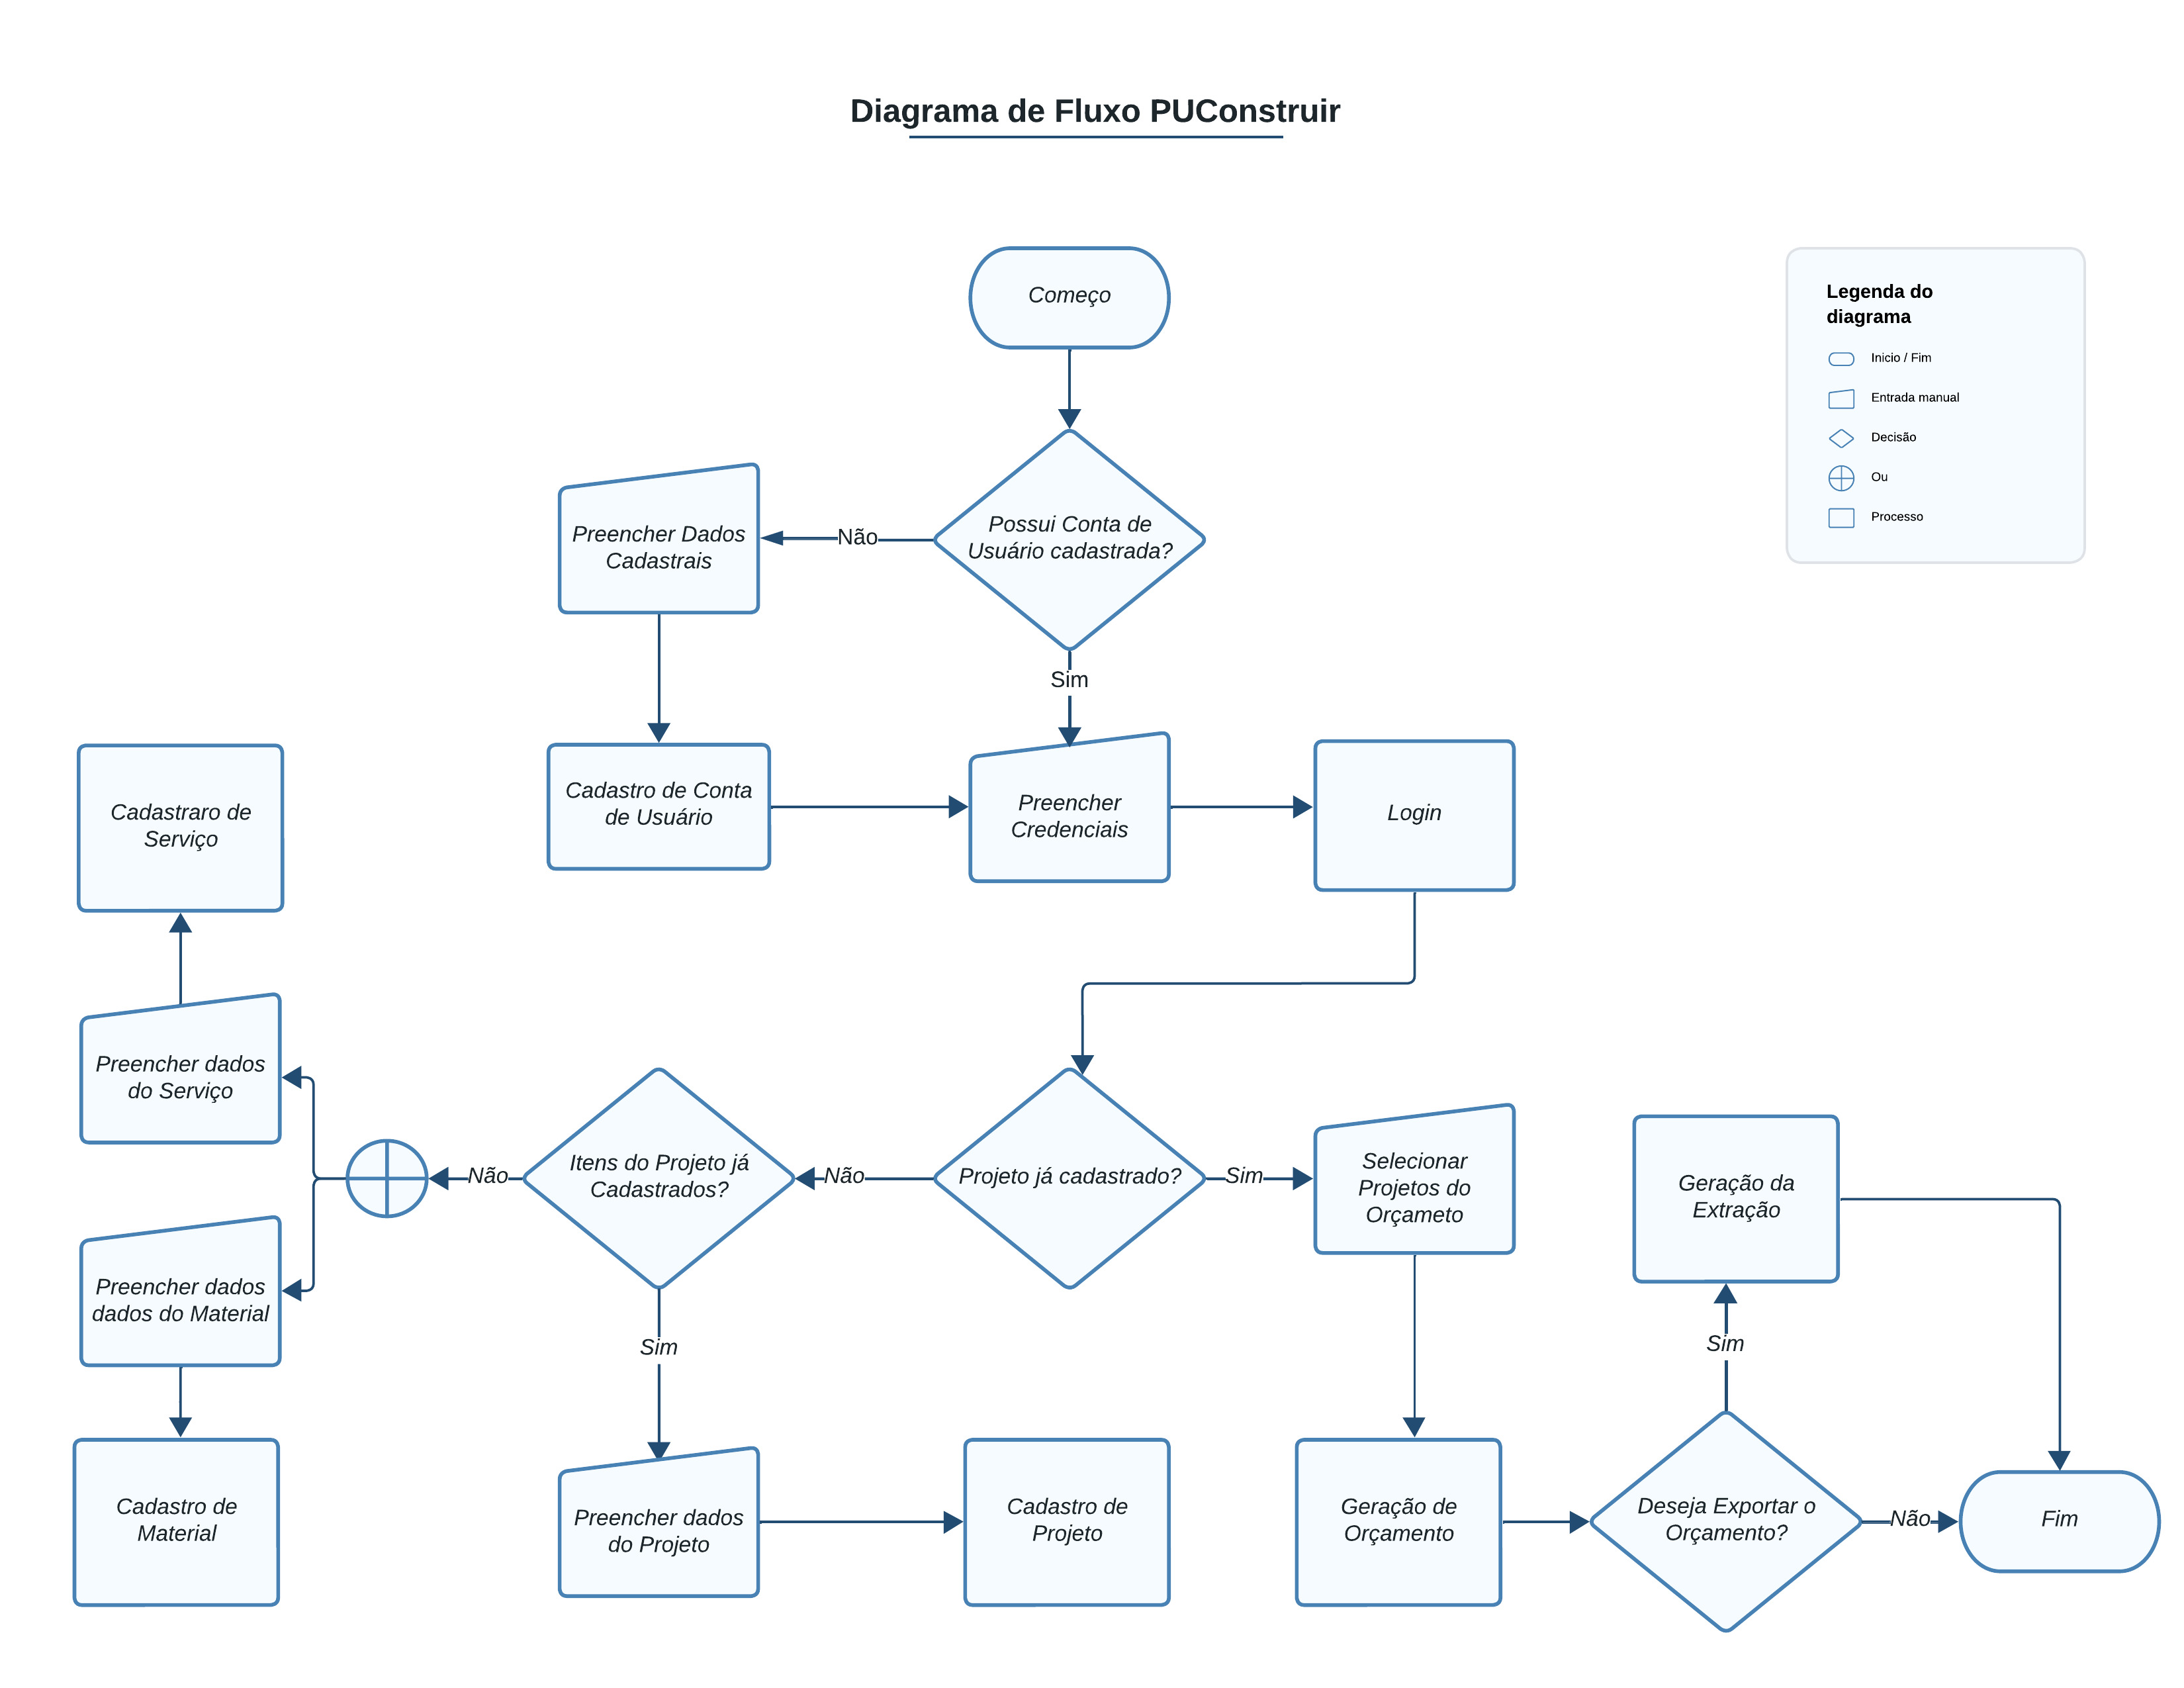 Diagrama de Fluxo PUConstruir
Começo
Legenda do
diagrama
Inicio / Fim
Entrada manual
Decisão
Ou
Processo
Possui Conta de
Usuário cadastrada?
Não
Preencher Dados
Cadastrais
Sim
Cadastraro de
Serviço
Cadastro de Conta
de Usuário
Preencher
Credenciais
Login
Preencher dados
do Serviço
Não
Itens do Projeto já
Cadastrados?
Não
Projeto já cadastrado?
Sim
Selecionar
Projetos do
Orçameto
Geração da
Extração
Preencher dados
dados do Material
Sim
Sim
Cadastro de
Material
Preencher dados
do Projeto
Cadastro de
Projeto
Geração de
Orçamento
Deseja Exportar o
Orçamento?
Não
Fim